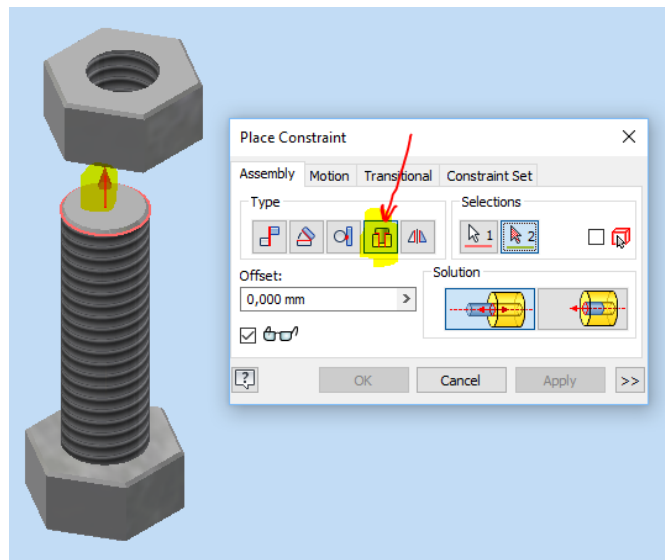 Place Constraint
Assembly Motion Transitional Constraint Set
Type
Selections
1 2
Offset:
Solution
0,000 mm >
? OK Cancel Apply >>